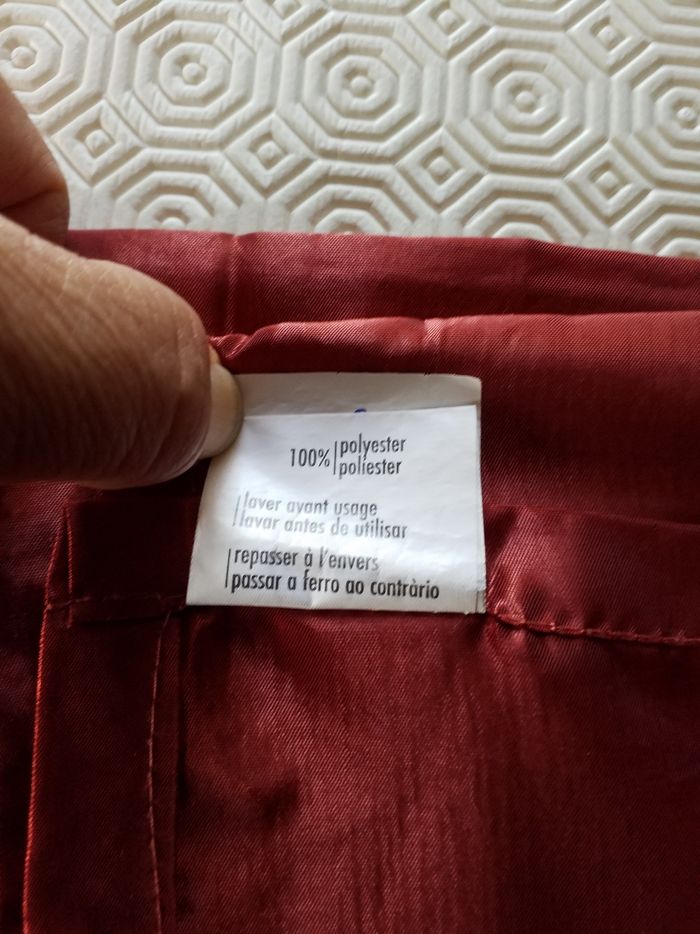 100% polyester
poliester
laver avant usage
lavar antes de utilisar
repasser à l'envers
passar a ferro ao contràrio